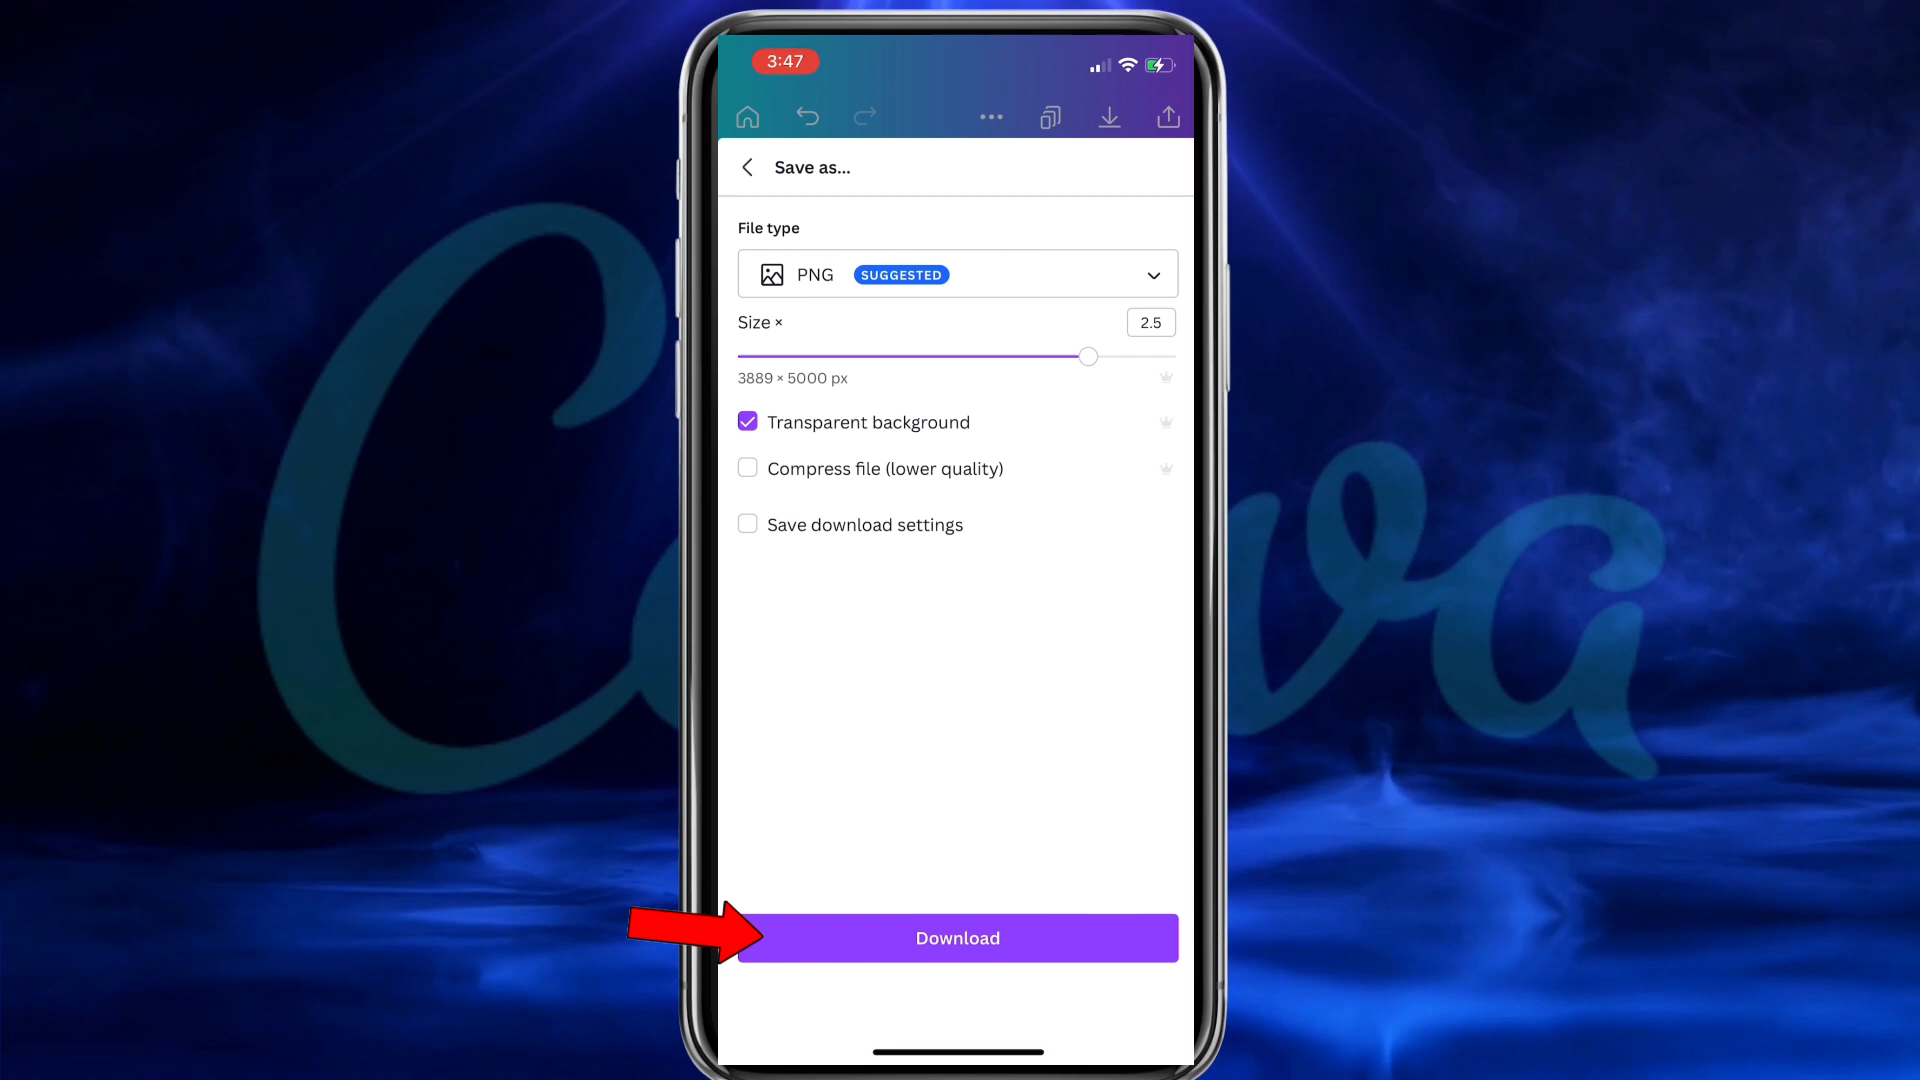 Canva
3:47
Save as...
File type
PNG SUGGESTED
Size × 2.5
3889 × 5000 px
Transparent background
Compress file (lower quality)
Save download settings
Download